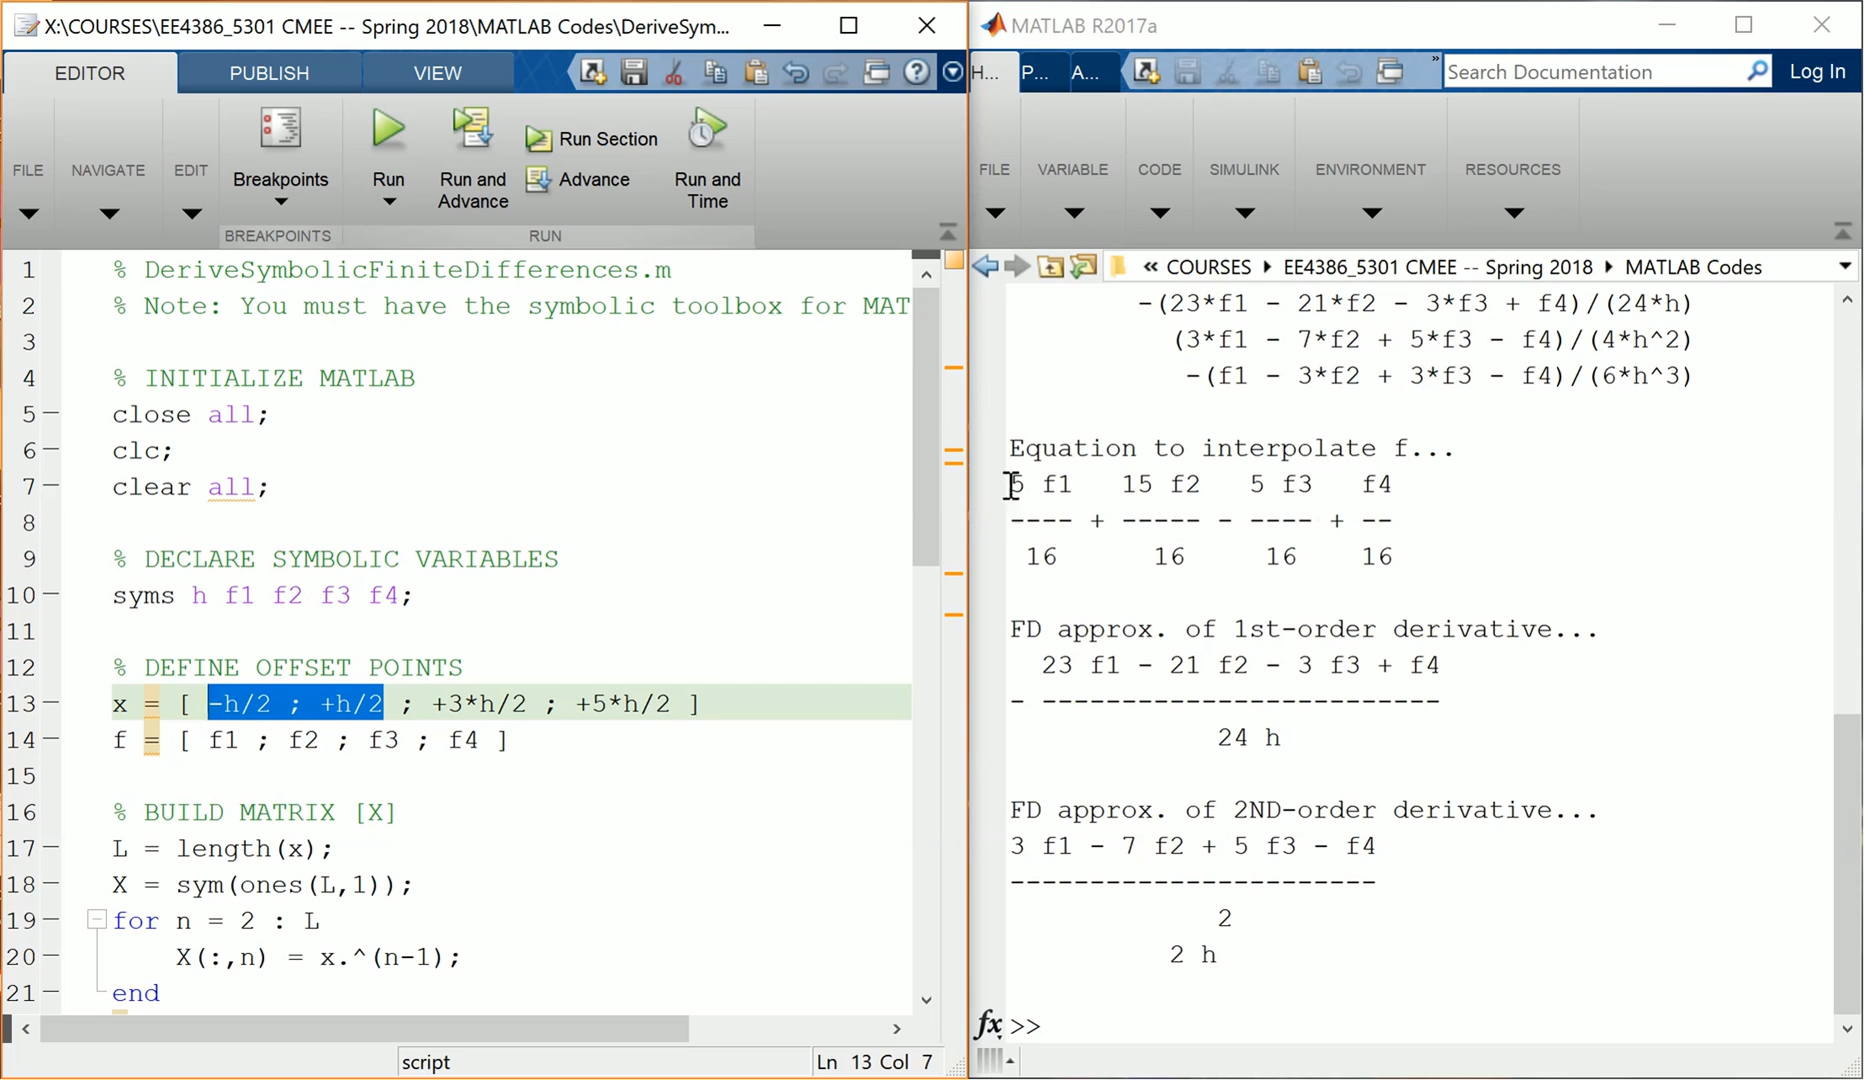 X:\COURSES\EE4386_5301 CMEE -- Spring 2018\MATLAB Codes\DeriveSym...
EDITOR
PUBLISH
VIEW
FILE
NAVIGATE
EDIT
Breakpoints
BREAKPOINTS
Run
Run and
Advance
Run Section
Advance
Run and
Time
RUN
1 % DeriveSymbolicFiniteDifferences.m
2 % Note: You must have the symbolic toolbox for MAT
3
4 % INITIALIZE MATLAB
5 — close all;
6 — clc;
7 — clear all;
8
9 % DECLARE SYMBOLIC VARIABLES
10 — syms h f1 f2 f3 f4;
11
12 % DEFINE OFFSET POINTS
13 — x = [ -h/2 ; +h/2 ; +3*h/2 ; +5*h/2 ]
14 — f = [ f1 ; f2 ; f3 ; f4 ]
15
16 % BUILD MATRIX [X]
17 — L = length(x);
18 — X = sym(ones(L,1));
19 — for n = 2 : L
20 — X(:,n) = x.^(n-1);
21 — end
script
Ln 13 Col 7
MATLAB R2017a
H...
P...
A...
»
Search Documentation
Log In
FILE
VARIABLE
CODE
SIMULINK
ENVIRONMENT
RESOURCES
« COURSES ▸ EE4386_5301 CMEE -- Spring 2018 ▸ MATLAB Codes
-(23*f1 - 21*f2 - 3*f3 + f4)/(24*h)
(3*f1 - 7*f2 + 5*f3 - f4)/(4*h^2)
-(f1 - 3*f2 + 3*f3 - f4)/(6*h^3)
Equation to interpolate f...
5 f1   15 f2   5 f3   f4
---- + ----- - ---- + --
16     16     16    16
FD approx. of 1st-order derivative...
23 f1 - 21 f2 - 3 f3 + f4
- -------------------------
24 h
FD approx. of 2ND-order derivative...
3 f1 - 7 f2 + 5 f3 - f4
-----------------------
2
2 h
fx >>